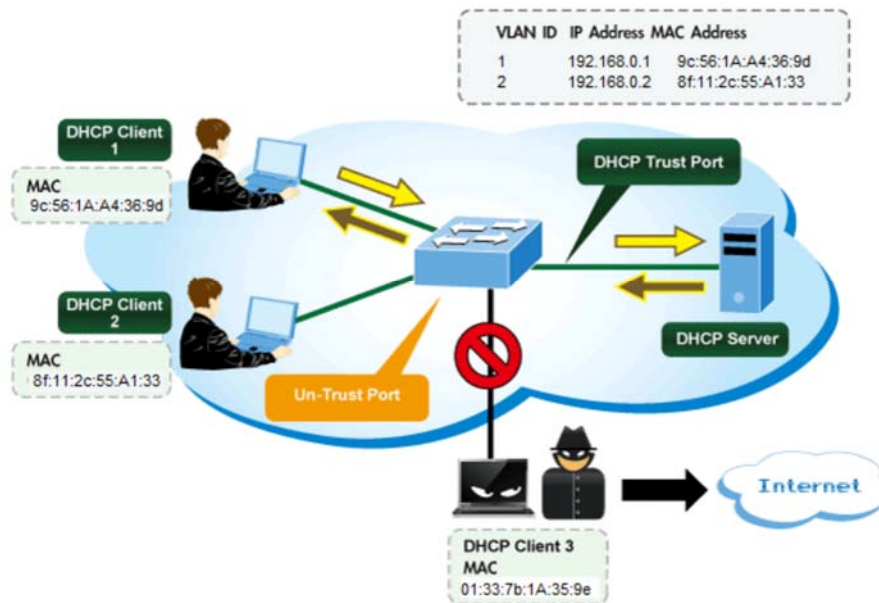 VLAN ID IP Address MAC Address
1 192.168.0.1 9c:56:1A:A4:36:9d
2 192.168.0.2 8f:11:2c:55:A1:33
DHCP Client
1
MAC
9c:56:1A:A4:36:9d
DHCP Trust Port
DHCP Client
2
MAC
8f:11:2c:55:A1:33
Un-Trust Port
DHCP Server
Internet
DHCP Client 3
MAC
01:33:7b:1A:35:9e